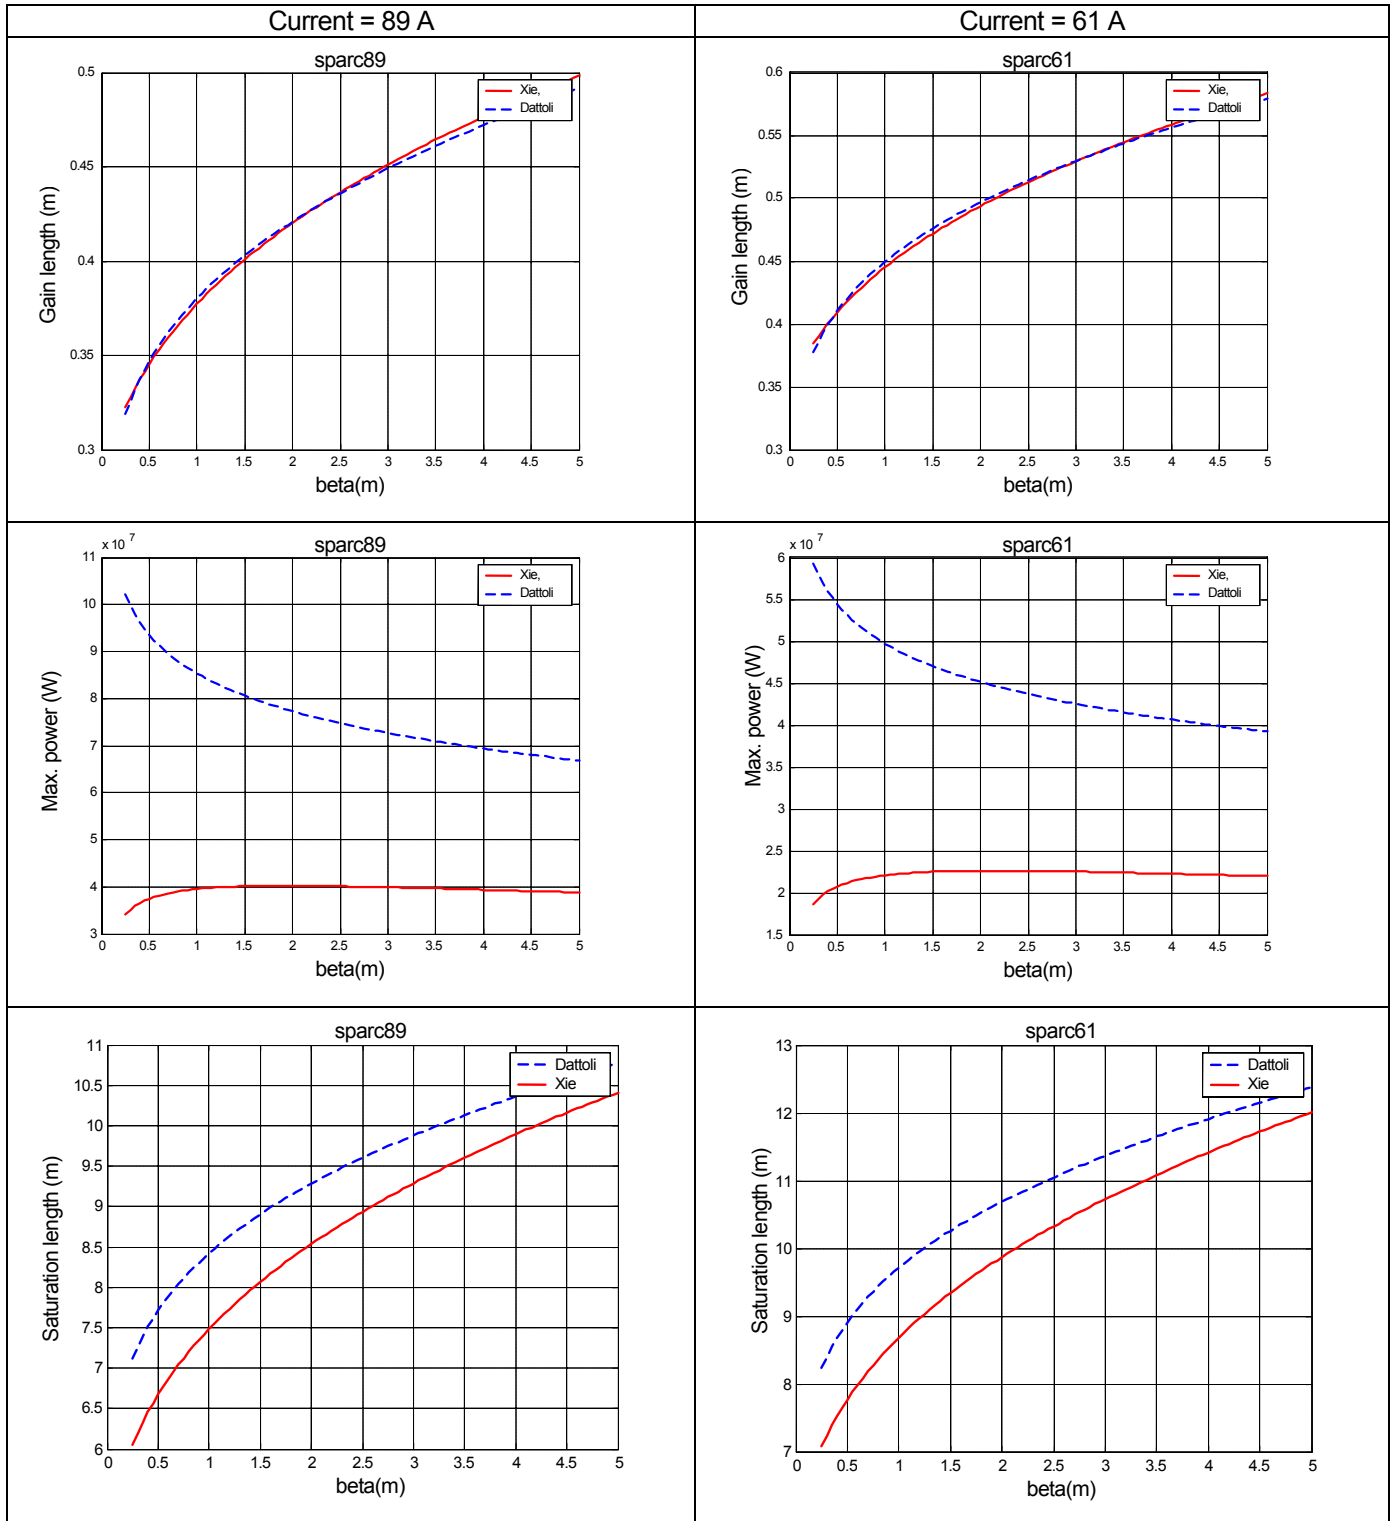 Current = 89 A
Current = 61 A
sparc89
Xie,
Dattoli
Gain length (m)
0.5
0.45
0.4
0.35
0.3
0 0.5 1 1.5 2 2.5 3 3.5 4 4.5 5
beta(m)
sparc61
Xie,
Dattoli
Gain length (m)
0.6
0.55
0.5
0.45
0.4
0.35
0.3
0 0.5 1 1.5 2 2.5 3 3.5 4 4.5 5
beta(m)
sparc89
x 10 7
Xie,
Dattoli
Max. power (W)
11
10
9
8
7
6
5
4
3
0 0.5 1 1.5 2 2.5 3 3.5 4 4.5 5
beta(m)
sparc61
x 10 7
Xie,
Dattoli
Max. power (W)
6
5.5
5
4.5
4
3.5
3
2.5
2
1.5
0 0.5 1 1.5 2 2.5 3 3.5 4 4.5 5
beta(m)
sparc89
Dattoli
Xie
Saturation length (m)
11
10.5
10
9.5
9
8.5
8
7.5
7
6.5
6
0 0.5 1 1.5 2 2.5 3 3.5 4 4.5 5
beta(m)
sparc61
Dattoli
Xie
Saturation length (m)
13
12
11
10
9
8
7
0 0.5 1 1.5 2 2.5 3 3.5 4 4.5 5
beta(m)